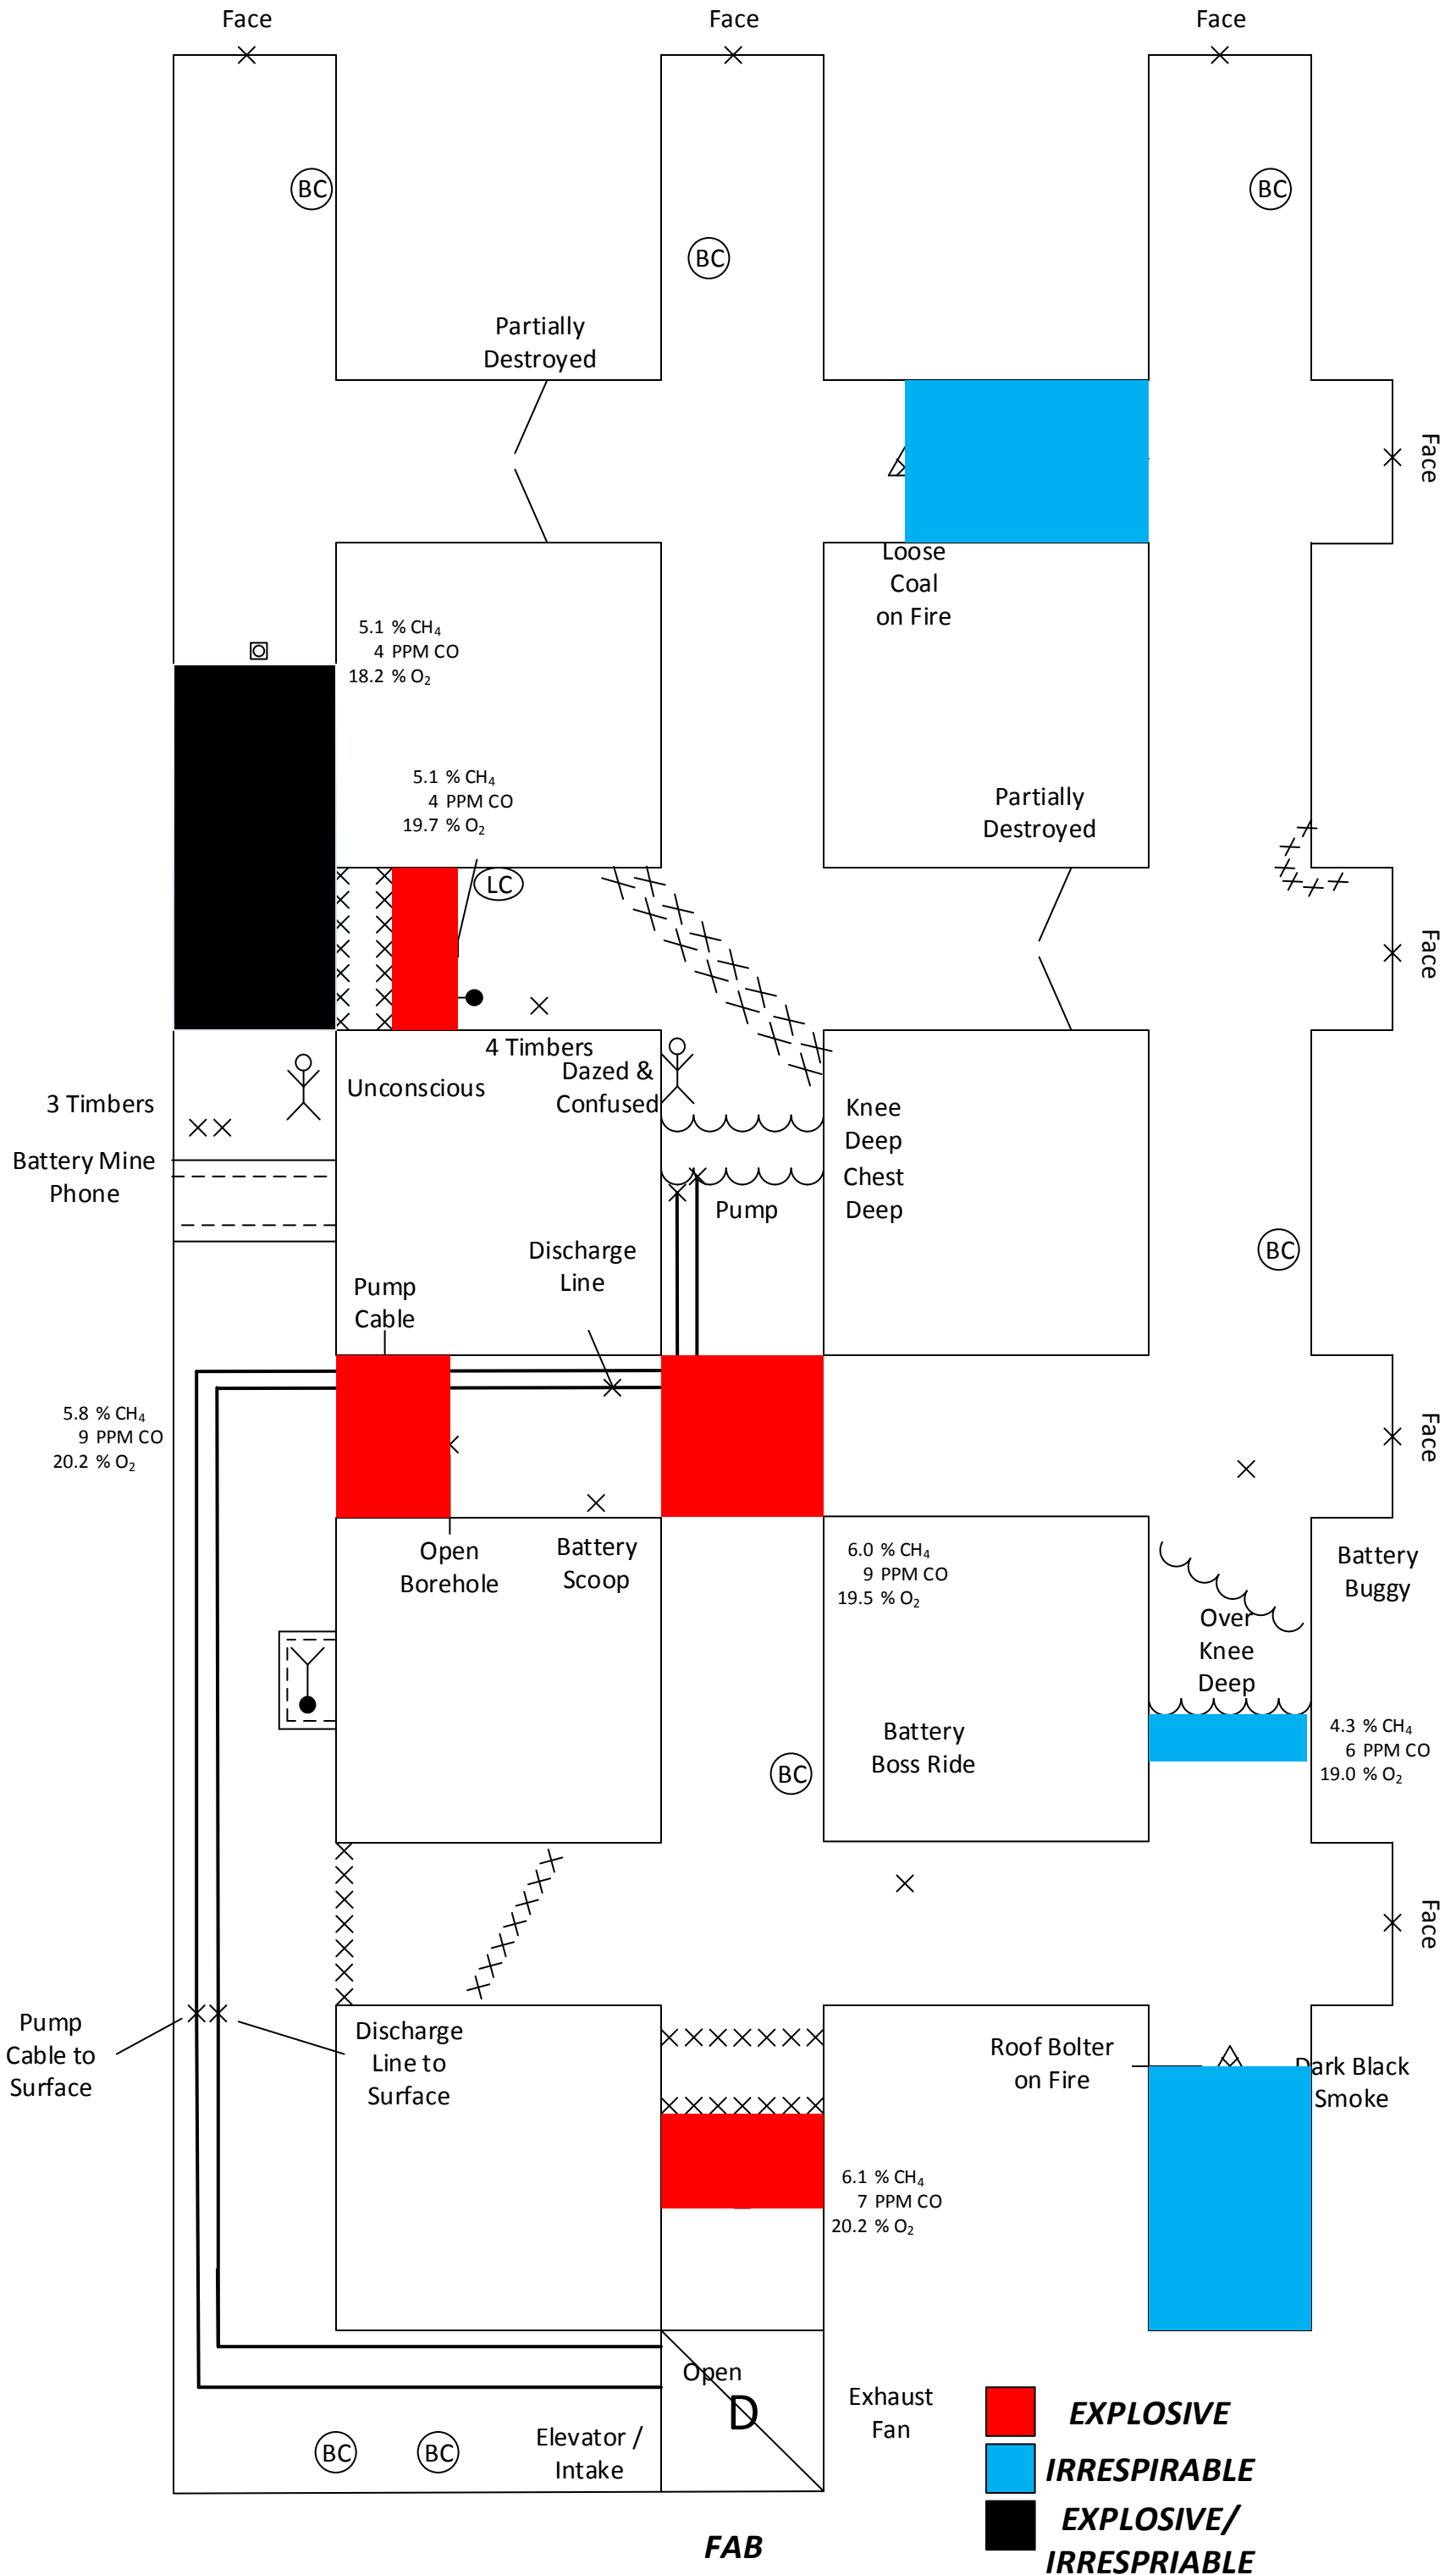 Face
Face
Face
BC
BC
BC
Partially
Destroyed
Face
Loose
Coal
on Fire
5.1 % CH₄
4 PPM CO
18.2 % O₂
5.1 % CH₄
4 PPM CO
19.7 % O₂
Partially
Destroyed
LC
Face
4 Timbers
Unconscious
Dazed &
Confused
3 Timbers
Knee
Deep
Battery Mine
Phone
Chest
Deep
Pump
Discharge
Line
BC
Pump
Cable
5.8 % CH₄
9 PPM CO
20.2 % O₂
Face
Open
Borehole
Battery
Scoop
6.0 % CH₄
9 PPM CO
19.5 % O₂
Battery
Buggy
Over
Knee
Deep
Battery
Boss Ride
BC
4.3 % CH₄
6 PPM CO
19.0 % O₂
Face
Pump
Cable to
Surface
Discharge
Line to
Surface
Roof Bolter
on Fire
Dark Black
Smoke
6.1 % CH₄
7 PPM CO
20.2 % O₂
Open
D
Exhaust
Fan
BC
BC
Elevator /
Intake
EXPLOSIVE
IRRESPIRABLE
EXPLOSIVE/
IRRESPRIABLE
FAB